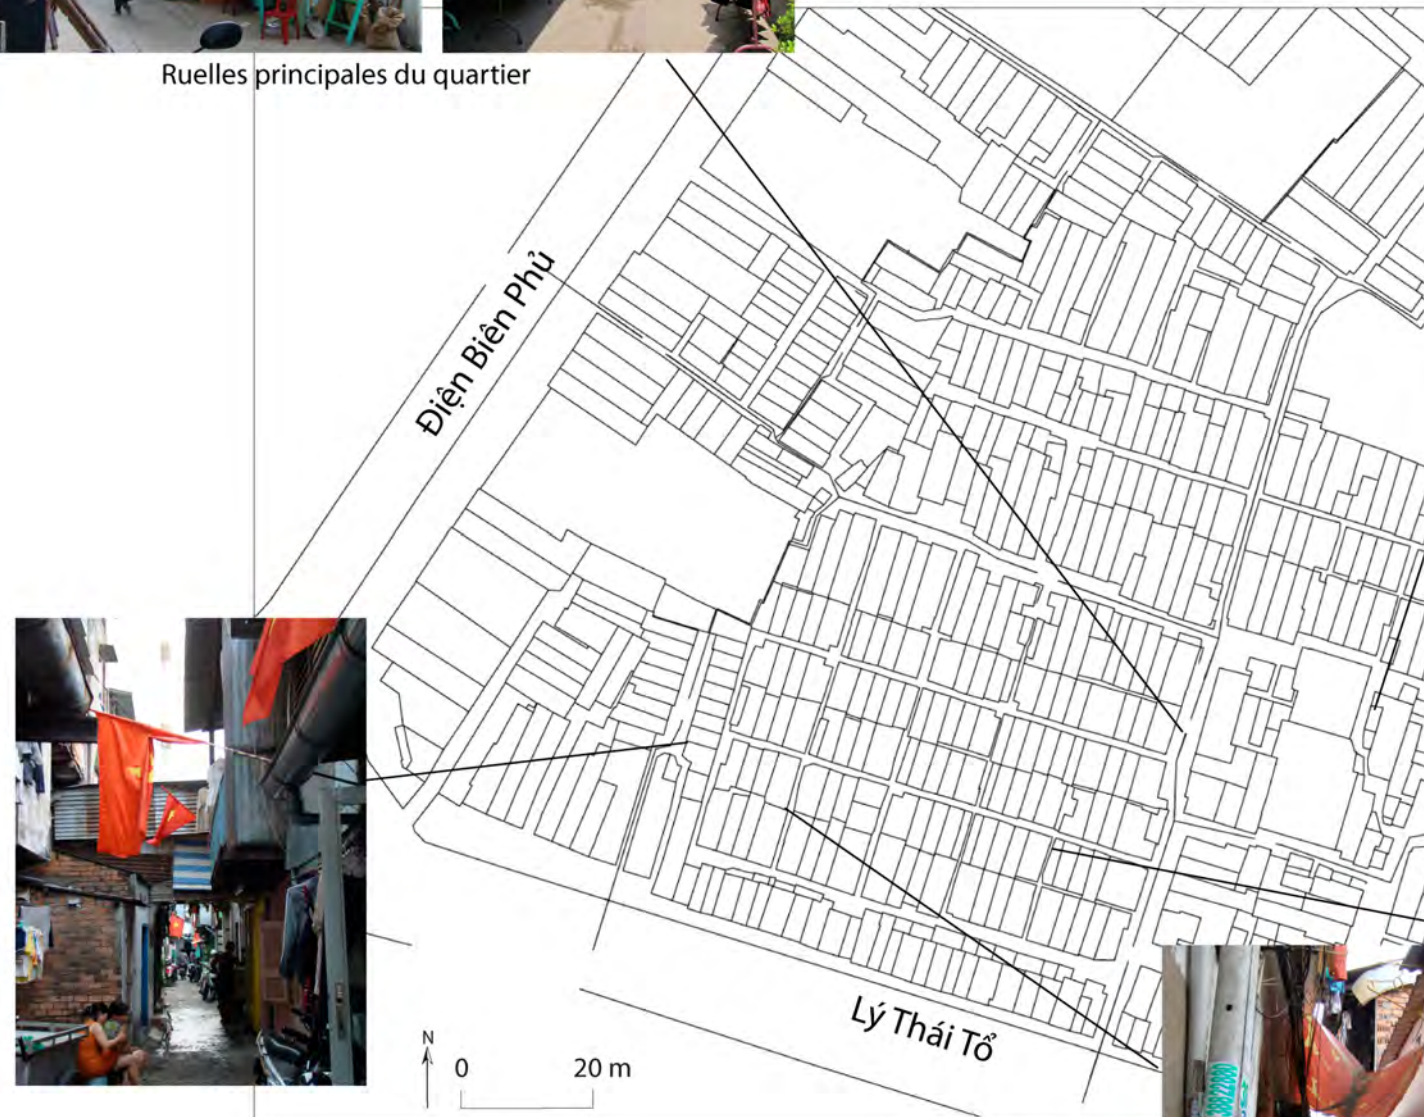 Ruelles principales du quartier
Điện Biên Phủ
Lý Thái Tổ
N
0 20 m